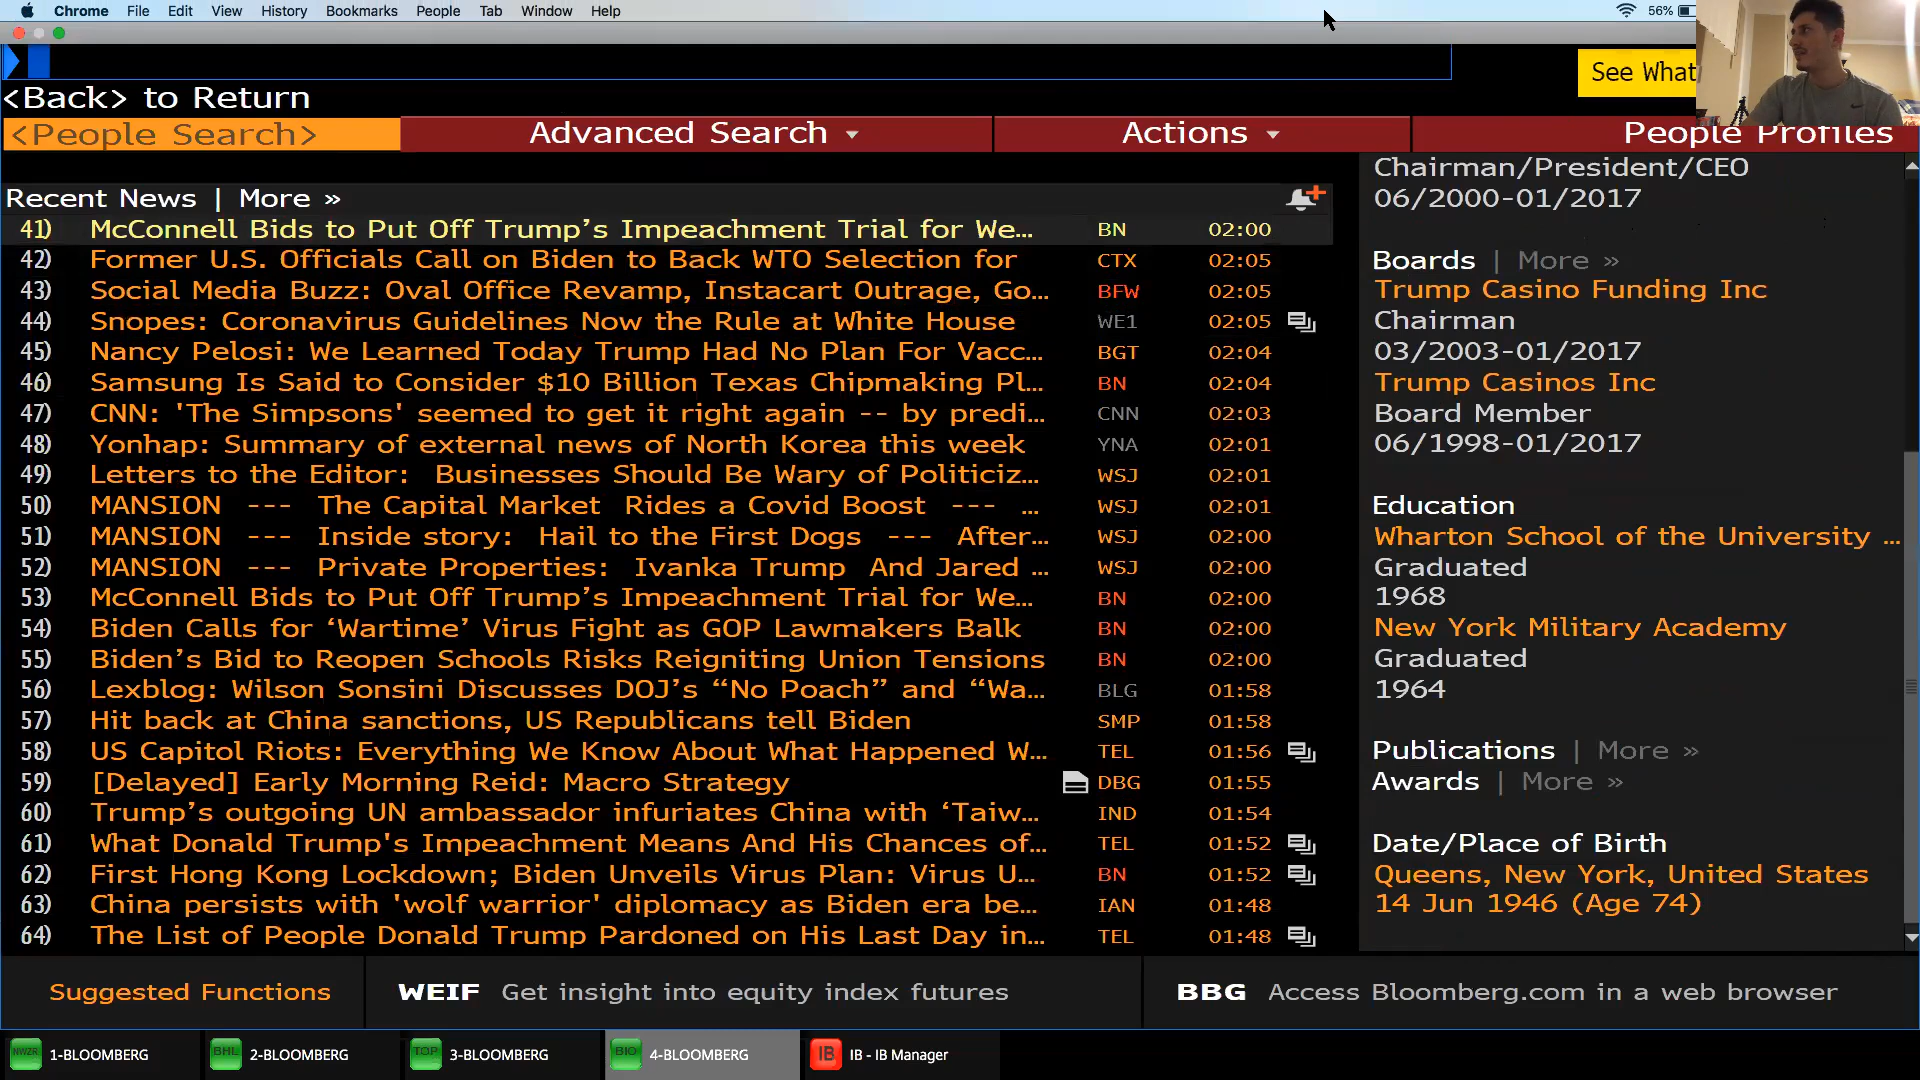 Chrome File Edit View History Bookmarks People Tab Window Help 56%
See What
<Back> to Return
<People Search> Advanced Search Actions People Profiles
Recent News | More »
41) McConnell Bids to Put Off Trump’s Impeachment Trial for We... BN 02:00
42) Former U.S. Officials Call on Biden to Back WTO Selection for CTX 02:05
43) Social Media Buzz: Oval Office Revamp, Instacart Outrage, Go... BFW 02:05
44) Snopes: Coronavirus Guidelines Now the Rule at White House WE1 02:05
45) Nancy Pelosi: We Learned Today Trump Had No Plan For Vacc... BGT 02:04
46) Samsung Is Said to Consider $10 Billion Texas Chipmaking Pl... BN 02:04
47) CNN: 'The Simpsons' seemed to get it right again -- by predi... CNN 02:03
48) Yonhap: Summary of external news of North Korea this week YNA 02:01
49) Letters to the Editor: Businesses Should Be Wary of Politiciz... WSJ 02:01
50) MANSION --- The Capital Market Rides a Covid Boost --- ... WSJ 02:01
51) MANSION --- Inside story: Hail to the First Dogs --- After... WSJ 02:00
52) MANSION --- Private Properties: Ivanka Trump And Jared ... WSJ 02:00
53) McConnell Bids to Put Off Trump’s Impeachment Trial for We... BN 02:00
54) Biden Calls for ‘Wartime’ Virus Fight as GOP Lawmakers Balk BN 02:00
55) Biden’s Bid to Reopen Schools Risks Reigniting Union Tensions BN 02:00
56) Lexblog: Wilson Sonsini Discusses DOJ’s “No Poach” and “Wa... BLG 01:58
57) Hit back at China sanctions, US Republicans tell Biden SMP 01:58
58) US Capitol Riots: Everything We Know About What Happened W... TEL 01:56
59) [Delayed] Early Morning Reid: Macro Strategy DBG 01:55
60) Trump’s outgoing UN ambassador infuriates China with ‘Taiw... IND 01:54
61) What Donald Trump's Impeachment Means And His Chances of... TEL 01:52
62) First Hong Kong Lockdown; Biden Unveils Virus Plan: Virus U... BN 01:52
63) China persists with 'wolf warrior' diplomacy as Biden era be... IAN 01:48
64) The List of People Donald Trump Pardoned on His Last Day in... TEL 01:48
Chairman/President/CEO
06/2000-01/2017
Boards | More »
Trump Casino Funding Inc
Chairman
03/2003-01/2017
Trump Casinos Inc
Board Member
06/1998-01/2017
Education
Wharton School of the University ...
Graduated
1968
New York Military Academy
Graduated
1964
Publications | More »
Awards | More »
Date/Place of Birth
Queens, New York, United States
14 Jun 1946 (Age 74)
Suggested Functions WEIF Get insight into equity index futures BBG Access Bloomberg.com in a web browser
NWZR 1-BLOOMBERG BHL 2-BLOOMBERG TOP 3-BLOOMBERG BIO 4-BLOOMBERG IB IB - IB Manager